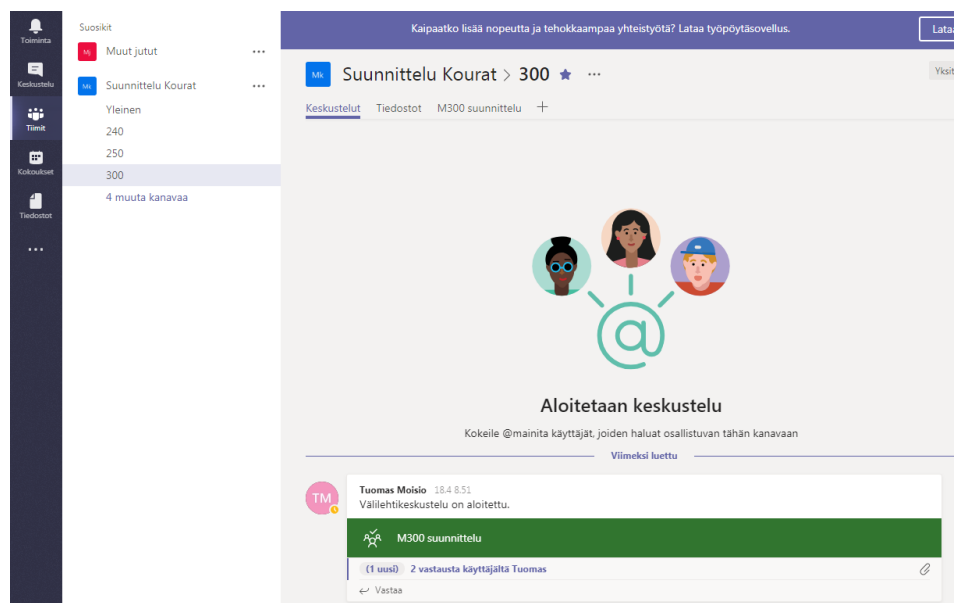 Toiminta
Keskustelu
Tiimit
Kokoukset
Tiedostot
Suosikit
Mj Muut jutut
Mk Suunnittelu Kourat
Yleinen
240
250
300
4 muuta kanavaa
Kaipaatko lisää nopeutta ja tehokkaampaa yhteistyötä? Lataa työpöytäsovellus.
Mk Suunnittelu Kourat > 300
Keskustelut Tiedostot M300 suunnittelu +
Aloitetaan keskustelu
Kokeile @mainita käyttäjät, joiden haluat osallistuvan tähän kanavaan
Viimeksi luettu
TM
Tuomas Moisio 18.4 8.51
Välilehtikeskustelu on aloitettu.
M300 suunnittelu
(1 uusi) 2 vastausta käyttäjältä Tuomas
Vastaa